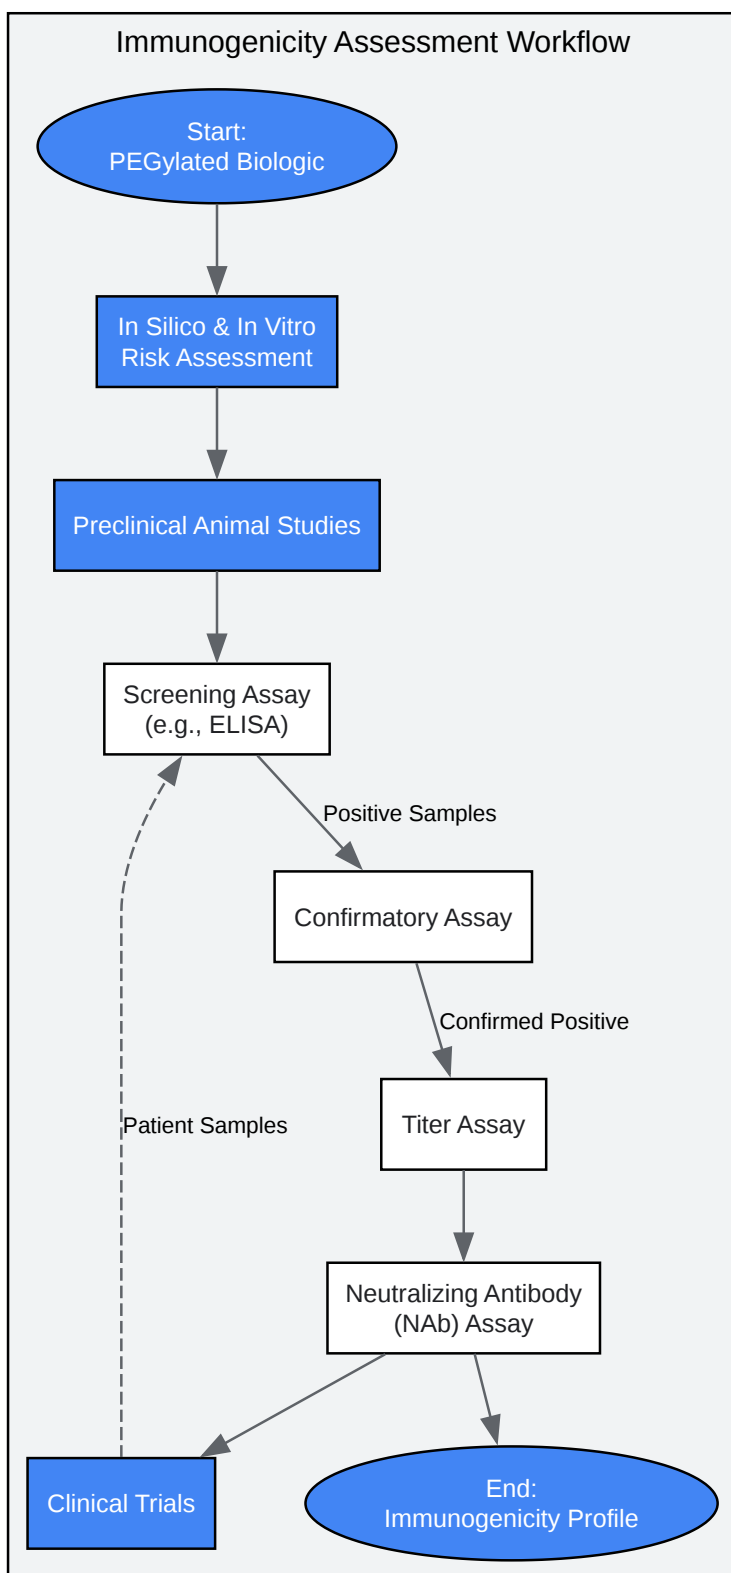 Immunogenicity Assessment Workflow
Start:
PEGylated Biologic
In Silico & In Vitro
Risk Assessment
Preclinical Animal Studies
Screening Assay
(e.g., ELISA)
Positive Samples
Confirmatory Assay
Confirmed Positive
Titer Assay
Patient Samples
Neutralizing Antibody
(NAb) Assay
Clinical Trials
End:
Immunogenicity Profile